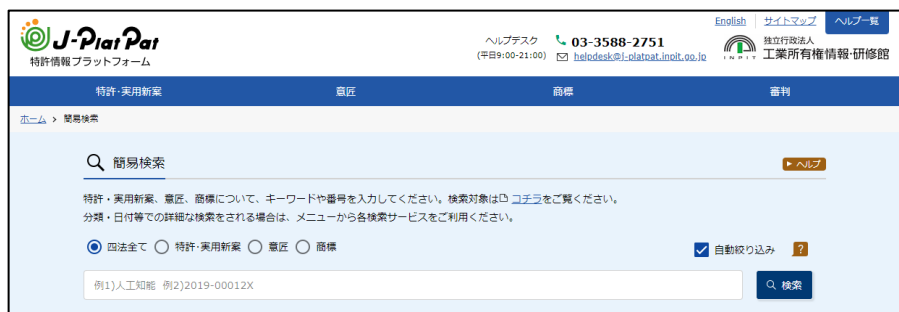 J-PlatPat
特許情報プラットフォーム
English サイトマップ ヘルプ一覧
ヘルプデスク 03-3588-2751
(平日9:00-21:00) helpdesk@j-platpat.inpit.go.jp
INPIT
独立行政法人
工業所有権情報・研修館
特許・実用新案 意匠 商標 審判
ホーム > 簡易検索
簡易検索 ヘルプ
特許・実用新案、意匠、商標について、キーワードや番号を入力してください。検索対象は コチラをご覧ください。
分類・日付等での詳細な検索をされる場合は、メニューから各検索サービスをご利用ください。
四法全て 特許・実用新案 意匠 商標 自動絞り込み ?
例1)人工知能 例2)2019-00012X 検索